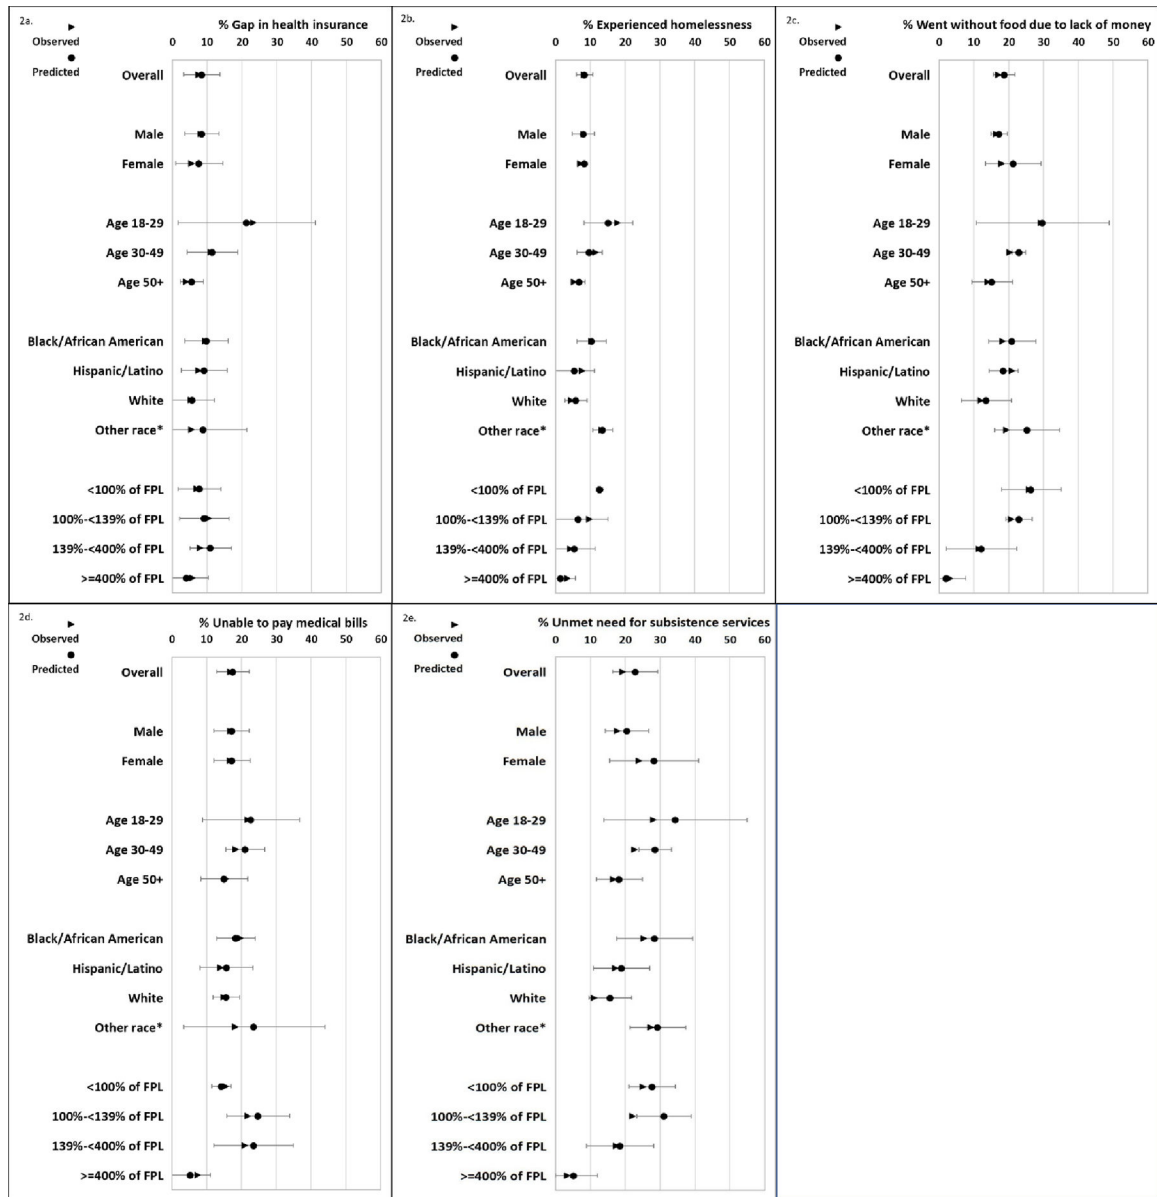 2a. % Gap in health insurance
Observed 0 10 20 30 40 50 60
Predicted
Overall
Male
Female
Age 18-29
Age 30-49
Age 50+
Black/African American
Hispanic/Latino
White
Other race*
<100% of FPL
100%-<139% of FPL
139%-<400% of FPL
>=400% of FPL
2b. % Experienced homelessness
Observed 0 10 20 30 40 50 60
Predicted
Overall
Male
Female
Age 18-29
Age 30-49
Age 50+
Black/African American
Hispanic/Latino
White
Other race*
<100% of FPL
100%-<139% of FPL
139%-<400% of FPL
>=400% of FPL
2c. % Went without food due to lack of money
Observed 0 10 20 30 40 50 60
Predicted
Overall
Male
Female
Age 18-29
Age 30-49
Age 50+
Black/African American
Hispanic/Latino
White
Other race*
<100% of FPL
100%-<139% of FPL
139%-<400% of FPL
>=400% of FPL
2d. % Unable to pay medical bills
Observed 0 10 20 30 40 50 60
Predicted
Overall
Male
Female
Age 18-29
Age 30-49
Age 50+
Black/African American
Hispanic/Latino
White
Other race*
<100% of FPL
100%-<139% of FPL
139%-<400% of FPL
>=400% of FPL
2e. % Unmet need for subsistence services
Observed 0 10 20 30 40 50 60
Predicted
Overall
Male
Female
Age 18-29
Age 30-49
Age 50+
Black/African American
Hispanic/Latino
White
Other race*
<100% of FPL
100%-<139% of FPL
139%-<400% of FPL
>=400% of FPL